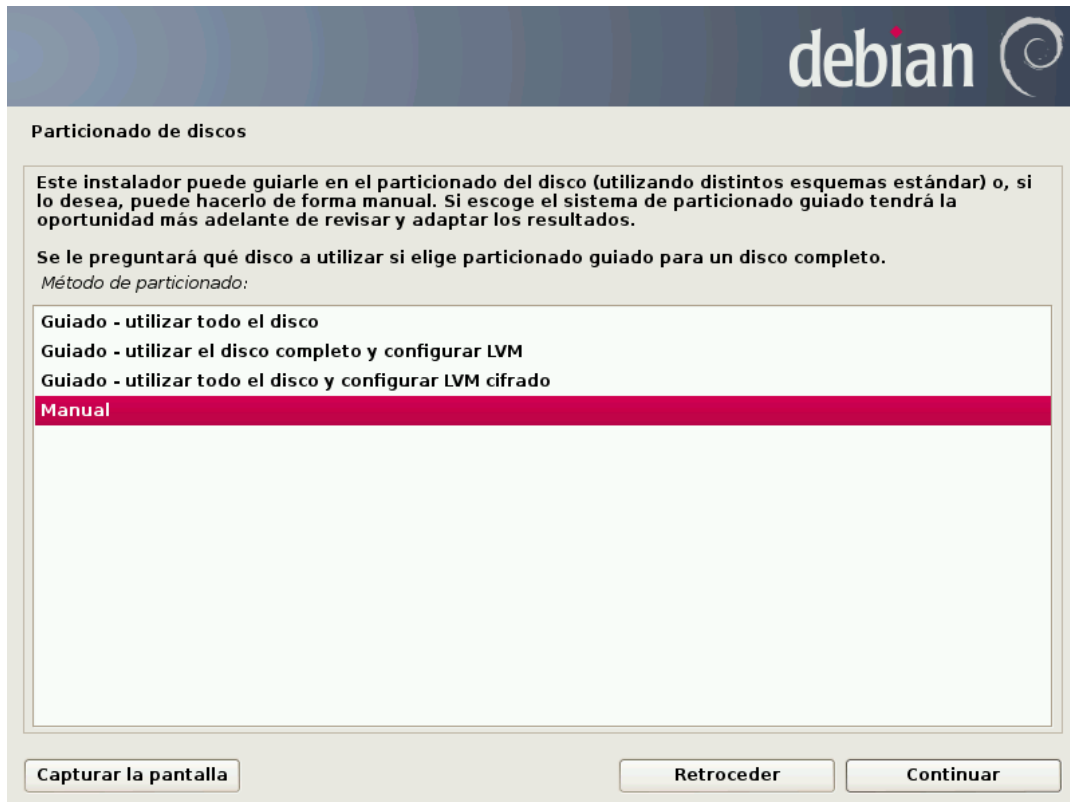 debian
Particionado de discos
Este instalador puede guiarle en el particionado del disco (utilizando distintos esquemas estándar) o, si
lo desea, puede hacerlo de forma manual. Si escoge el sistema de particionado guiado tendrá la
oportunidad más adelante de revisar y adaptar los resultados.
Se le preguntará qué disco a utilizar si elige particionado guiado para un disco completo.
Método de particionado:
Guiado - utilizar todo el disco
Guiado - utilizar el disco completo y configurar LVM
Guiado - utilizar todo el disco y configurar LVM cifrado
Manual
Capturar la pantalla
Retroceder
Continuar